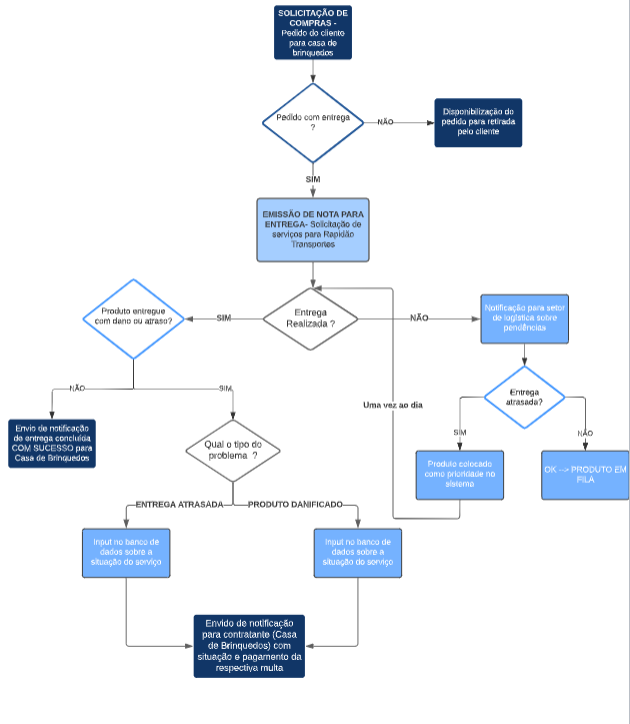 SOLICITAÇÃO DE
COMPRAS -
Pedido do cliente
para casa de
brinquedos
Pedido com entrega
?
NÃO
Disponibilização do
pedido para retirada
pelo cliente
SIM
EMISSÃO DE NOTA PARA
ENTREGA- Solicitação de
serviços para Rapidão
Transportes
Entrega
Realizada ?
SIM
NÃO
Produto entregue
com dano ou atraso?
Notificação para setor
de logística sobre
pendências
Entrega
atrasada?
NÃO
SIM
Uma vez ao dia
SIM
NÃO
Envio de notificação
de entrega concluída
COM SUCESSO para
Casa de Brinquedos
Qual o tipo do
problema ?
Produto colocado
como prioridade no
sistema
OK --> PRODUTO EM
FILA
ENTREGA ATRASADA
PRODUTO DANIFICADO
Input no banco de
dados sobre a
situação do serviço
Input no banco de
dados sobre a
situação do serviço
Envido de notificação
para contratante (Casa
de Brinquedos) com
situação e pagamento da
respectiva multa